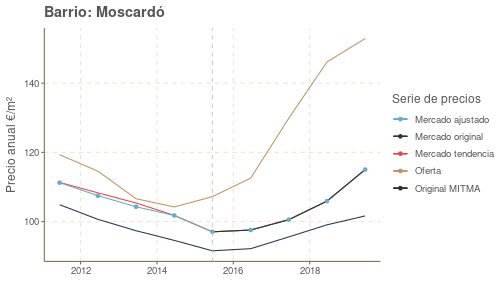 Barrio: Moscardó
Precio anual €/m²
140
120
100
2012
2014
2016
2018
Serie de precios
Mercado ajustado
Mercado original
Mercado tendencia
Oferta
Original MITMA